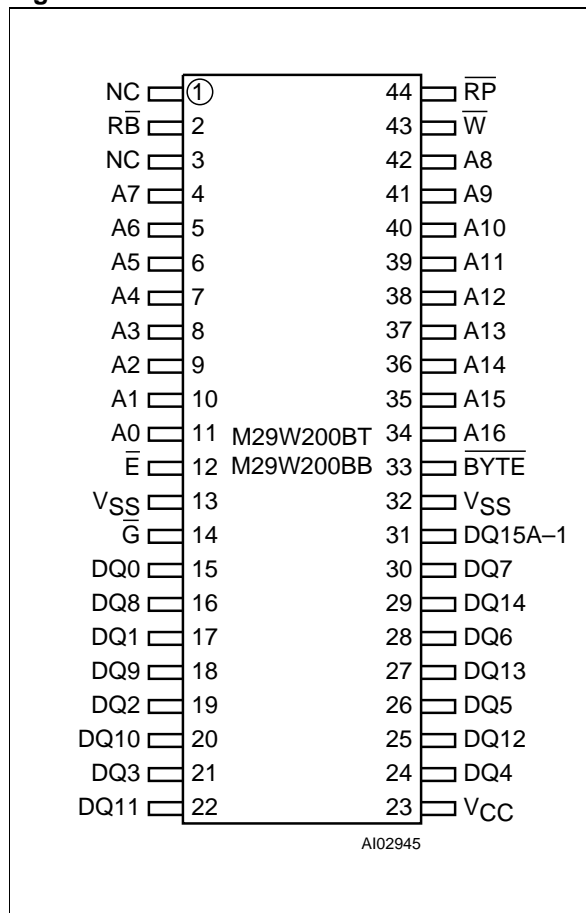 NC 1 44 R̅P̅
RB̅ 2 43 W̅
NC 3 42 A8
A7 4 41 A9
A6 5 40 A10
A5 6 39 A11
A4 7 38 A12
A3 8 37 A13
A2 9 36 A14
A1 10 35 A15
A0 11 M29W200BT 34 A16
E̅ 12 M29W200BB 33 B̅Y̅T̅E̅
VSS 13 32 VSS
G̅ 14 31 DQ15A–1
DQ0 15 30 DQ7
DQ8 16 29 DQ14
DQ1 17 28 DQ6
DQ9 18 27 DQ13
DQ2 19 26 DQ5
DQ10 20 25 DQ12
DQ3 21 24 DQ4
DQ11 22 23 VCC
AI02945